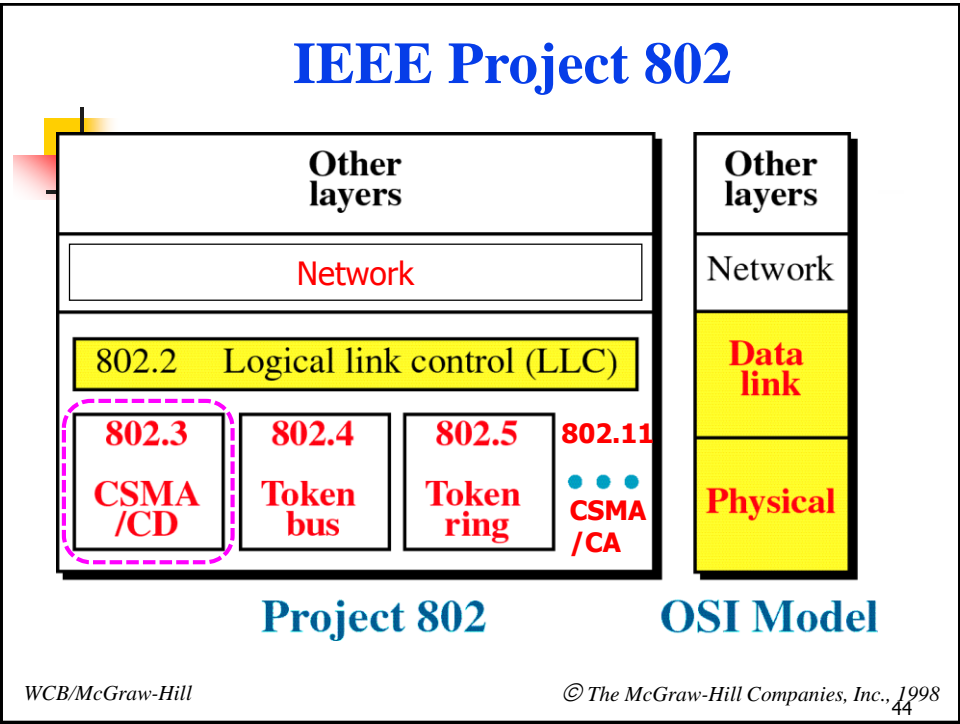 IEEE Project 802
Other
layers
Network
802.2 Logical link control (LLC)
802.3
CSMA
/CD
802.4
Token
bus
802.5
Token
ring
802.11
CSMA
/CA
Project 802
Other
layers
Network
Data
link
Physical
OSI Model
WCB/McGraw-Hill
© The McGraw-Hill Companies, Inc., 1998
44